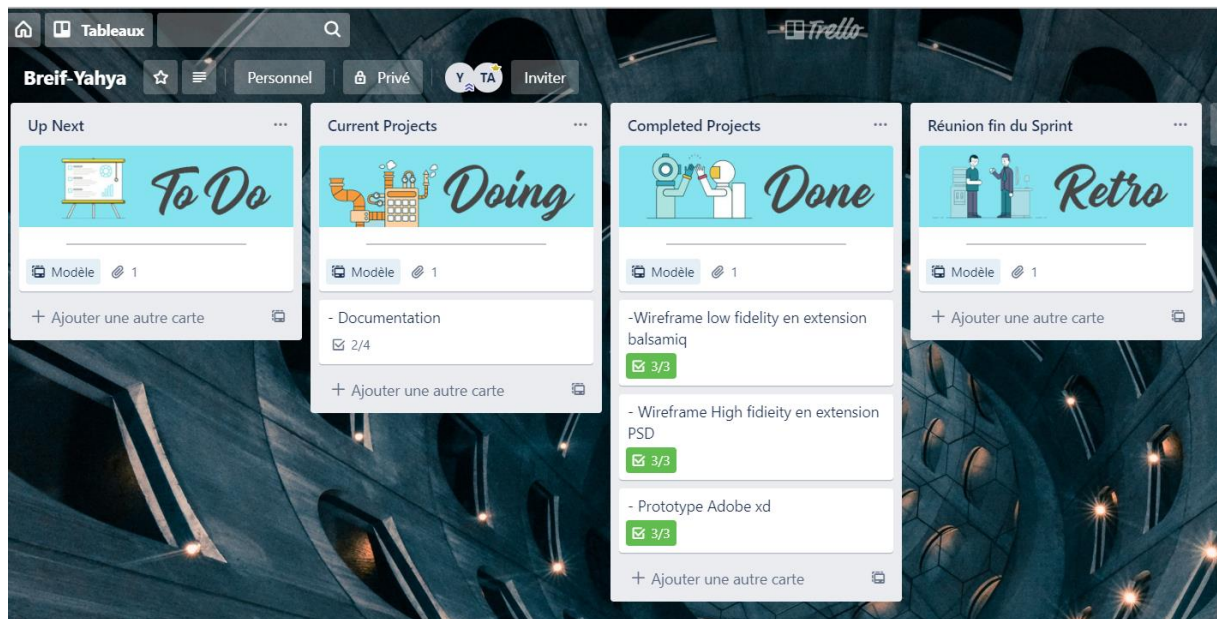 Tableaux
Trello
Breif-Yahya
Personnel
Privé
Y
TA
Inviter
Up Next
To Do
Modèle
1
+ Ajouter une autre carte
Current Projects
Doing
Modèle
1
- Documentation
2/4
+ Ajouter une autre carte
Completed Projects
Done
Modèle
1
-Wireframe low fidelity en extension
balsamiq
3/3
- Wireframe High fidieity en extension
PSD
3/3
- Prototype Adobe xd
3/3
+ Ajouter une autre carte
Réunion fin du Sprint
Retro
Modèle
1
+ Ajouter une autre carte